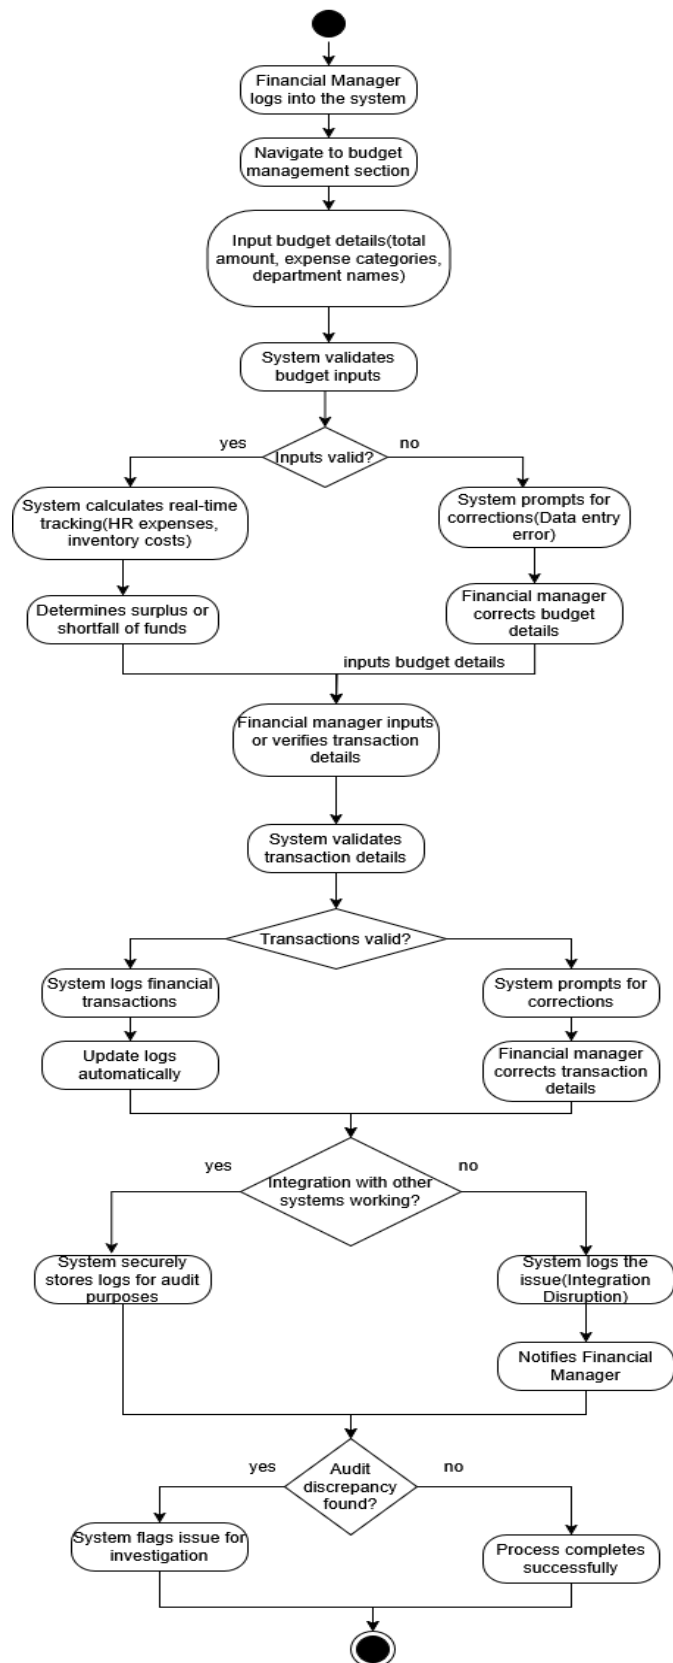 Financial Manager
logs into the system
Navigate to budget
management section
Input budget details(total
amount, expense categories,
department names)
System validates
budget inputs
yes
no
Inputs valid?
System calculates real-time
tracking(HR expenses,
inventory costs)
System prompts for
corrections(Data entry
error)
Determines surplus or
shortfall of funds
Financial manager
corrects budget
details
inputs budget details
Financial manager inputs
or verifies transaction
details
System validates
transaction details
Transactions valid?
System logs financial
transactions
System prompts for
corrections
Update logs
automatically
Financial manager
corrects transaction
details
yes
no
Integration with other
systems working?
System securely
stores logs for audit
purposes
System logs the
issue(Integration
Disruption)
Notifies Financial
Manager
yes
no
Audit
discrepancy
found?
System flags issue for
investigation
Process completes
successfully